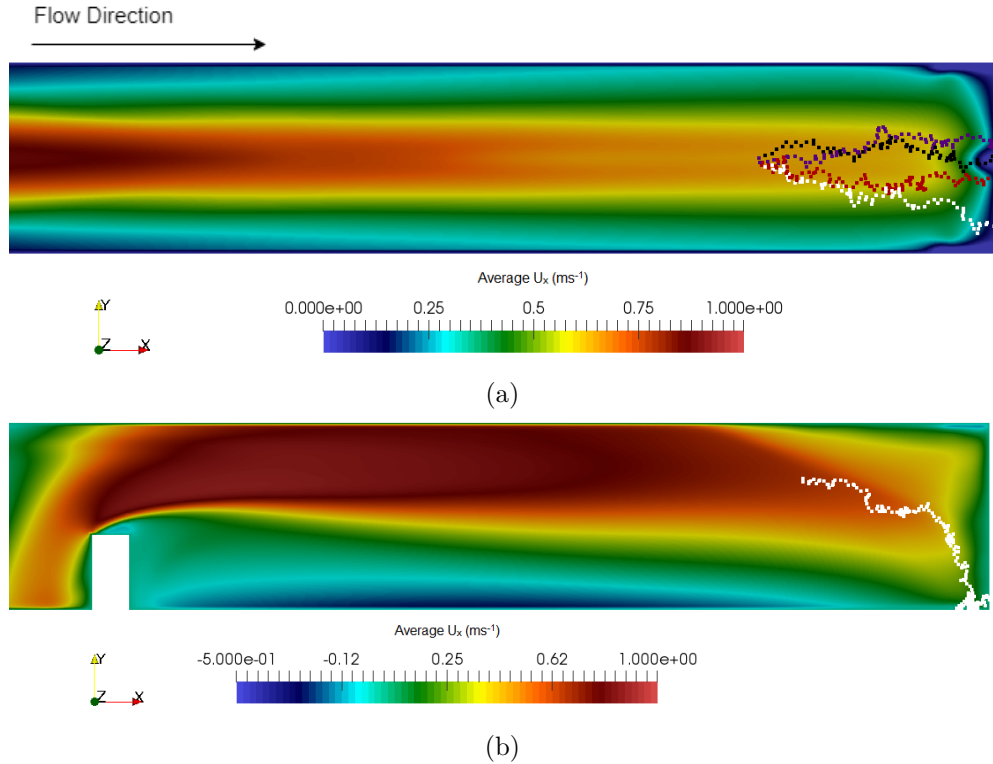 Flow Direction
Average Uₓ (ms⁻¹)
0.000e+00 0.25 0.5 0.75 1.000e+00
Y
Z X
(a)
Average Uₓ (ms⁻¹)
-5.000e-01 -0.12 0.25 0.62 1.000e+00
Y
Z X
(b)